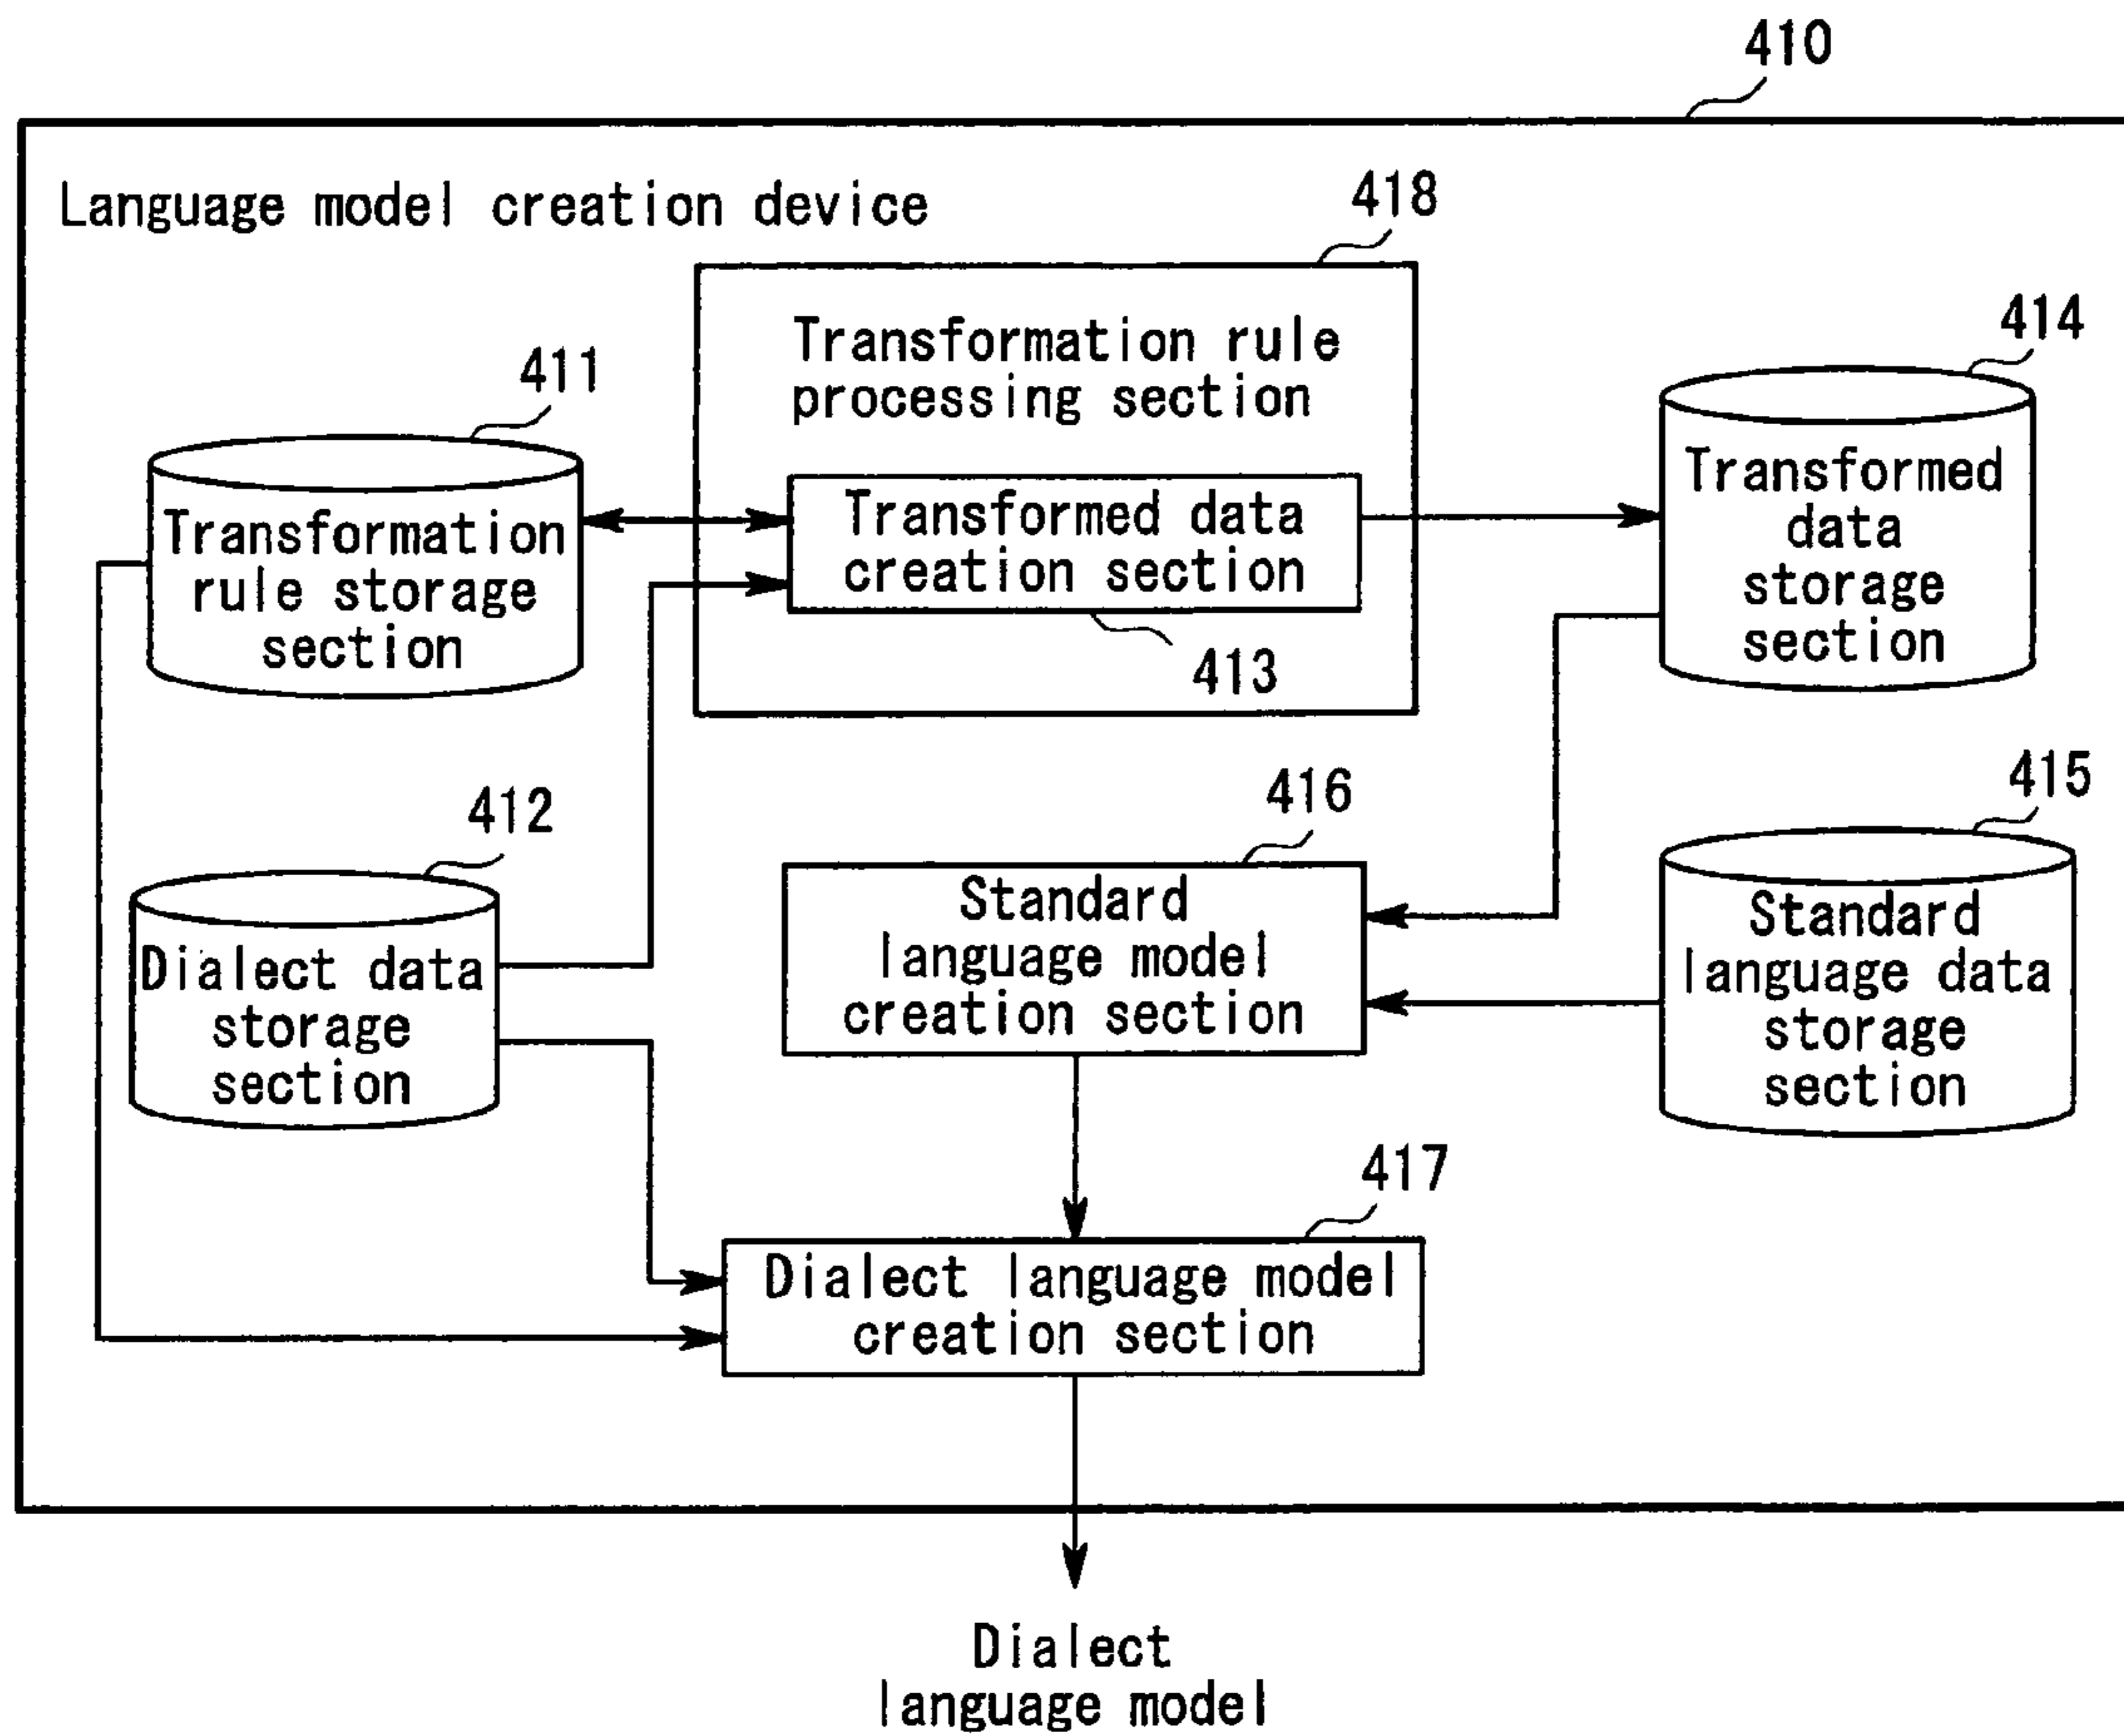 410
Language model creation device
418
Transformation rule
processing section
414
411
Transformed
data
storage
section
Transformed data
creation section
Transformation
rule storage
section
413
415
416
412
Standard
language model
creation section
Standard
language data
storage
section
Dialect data
storage
section
417
Dialect language model
creation section
Dialect
language model